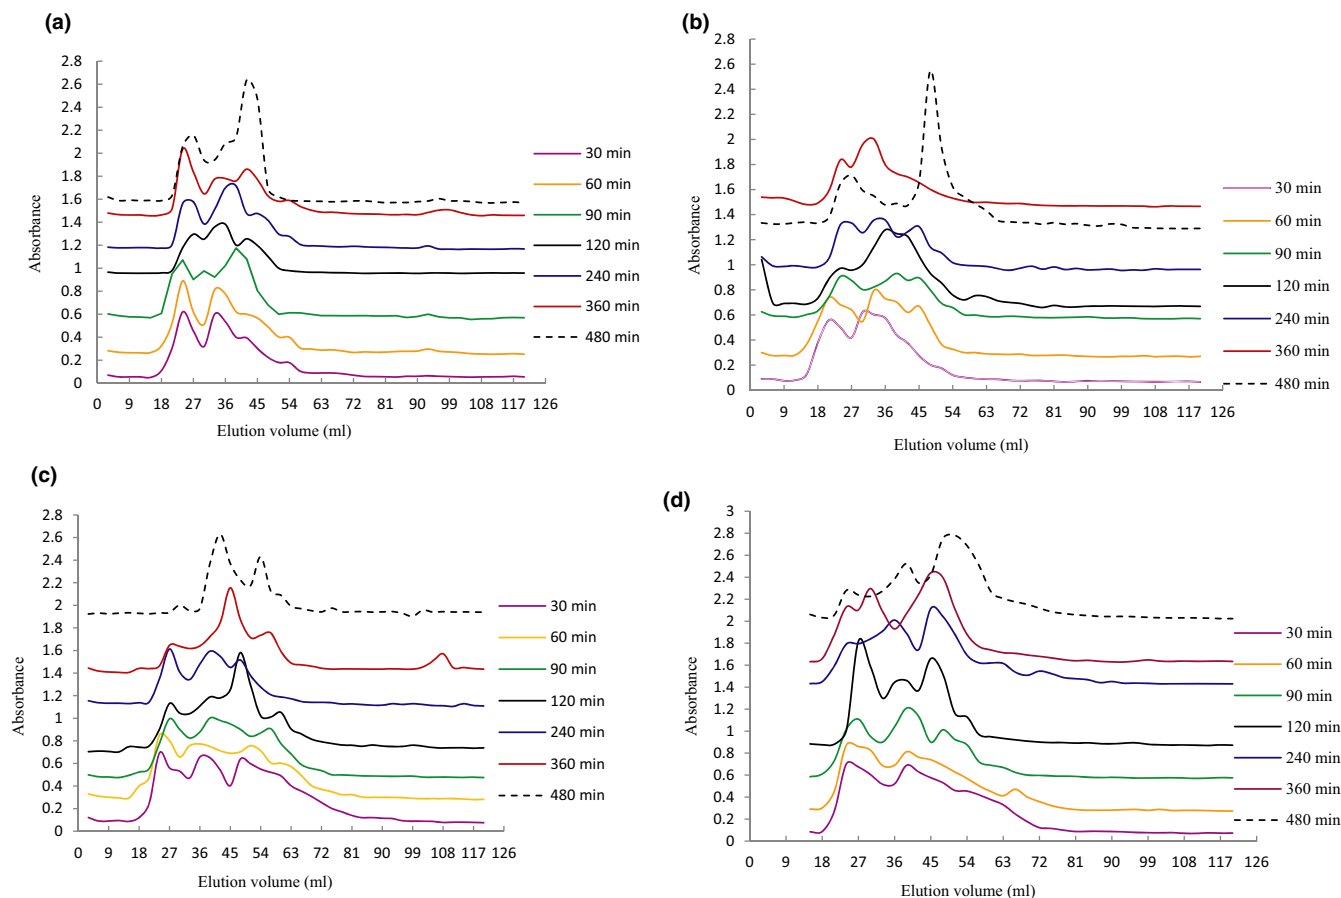 (a)
2.8
2.6
2.4
2.2
2
1.8
1.6
1.4
1.2
1
0.8
0.6
0.4
0.2
0
Absorbance
0 9 18 27 36 45 54 63 72 81 90 99 108 117 126
Elution volume (ml)
30 min
60 min
90 min
120 min
240 min
360 min
480 min
(b)
2.8
2.6
2.4
2.2
2
1.8
1.6
1.4
1.2
1
0.8
0.6
0.4
0.2
0
Absorbance
0 9 18 27 36 45 54 63 72 81 90 99 108 117 126
Elution volume (ml)
30 min
60 min
90 min
120 min
240 min
360 min
480 min
(c)
2.8
2.6
2.4
2.2
2
1.8
1.6
1.4
1.2
1
0.8
0.6
0.4
0.2
0
Absorbance
0 9 18 27 36 45 54 63 72 81 90 99 108 117 126
Elution volume (ml)
30 min
60 min
90 min
120 min
240 min
360 min
480 min
(d)
3
2.8
2.6
2.4
2.2
2
1.8
1.6
1.4
1.2
1
0.8
0.6
0.4
0.2
0
Absorbance
0 9 18 27 36 45 54 63 72 81 90 99 108 117 126
Elution volume (ml)
30 min
60 min
90 min
120 min
240 min
360 min
480 min